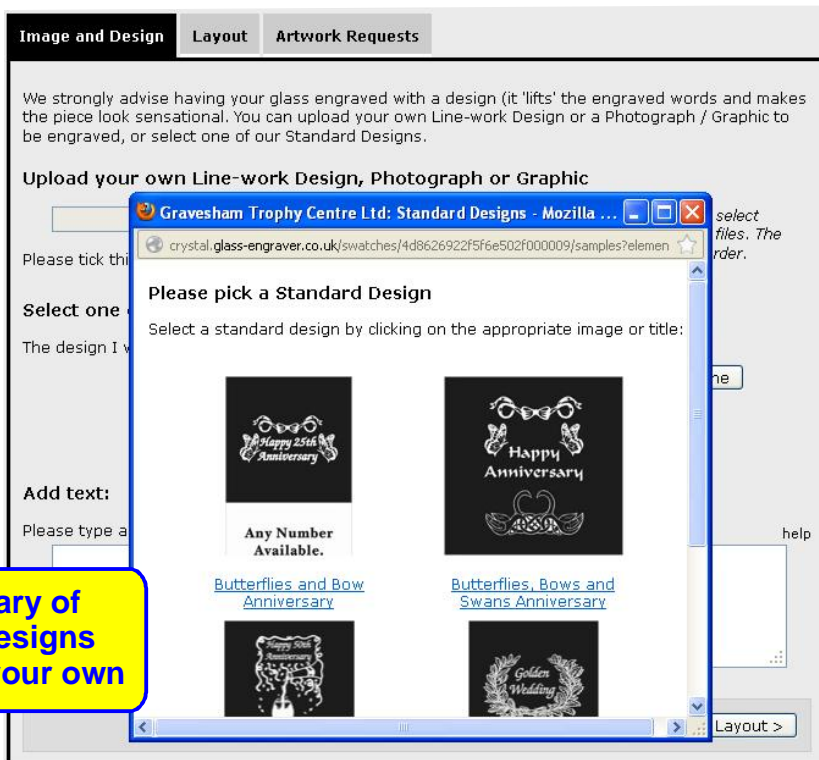 Image and Design
Layout
Artwork Requests
We strongly advise having your glass engraved with a design (it 'lifts' the engraved words and makes
the piece look sensational. You can upload your own Line-work Design or a Photograph / Graphic to
be engraved, or select one of our Standard Designs.
Upload your own Line-work Design, Photograph or Graphic
select
files. The
rder.
Please tick thi
Select one
The design I w
ne
Add text:
Please type a
help
ary of
esigns
your own
Layout >
Gravesham Trophy Centre Ltd: Standard Designs - Mozilla ...
crystal.glass-engraver.co.uk/swatches/4d8626922f5f6e502f000009/samples?elemen
Please pick a Standard Design
Select a standard design by clicking on the appropriate image or title:
Happy 25th
Anniversary
Any Number
Available.
Butterflies and Bow
Anniversary
Happy
Anniversary
Butterflies, Bows and
Swans Anniversary
Happy 50th
Anniversary
Golden
Wedding